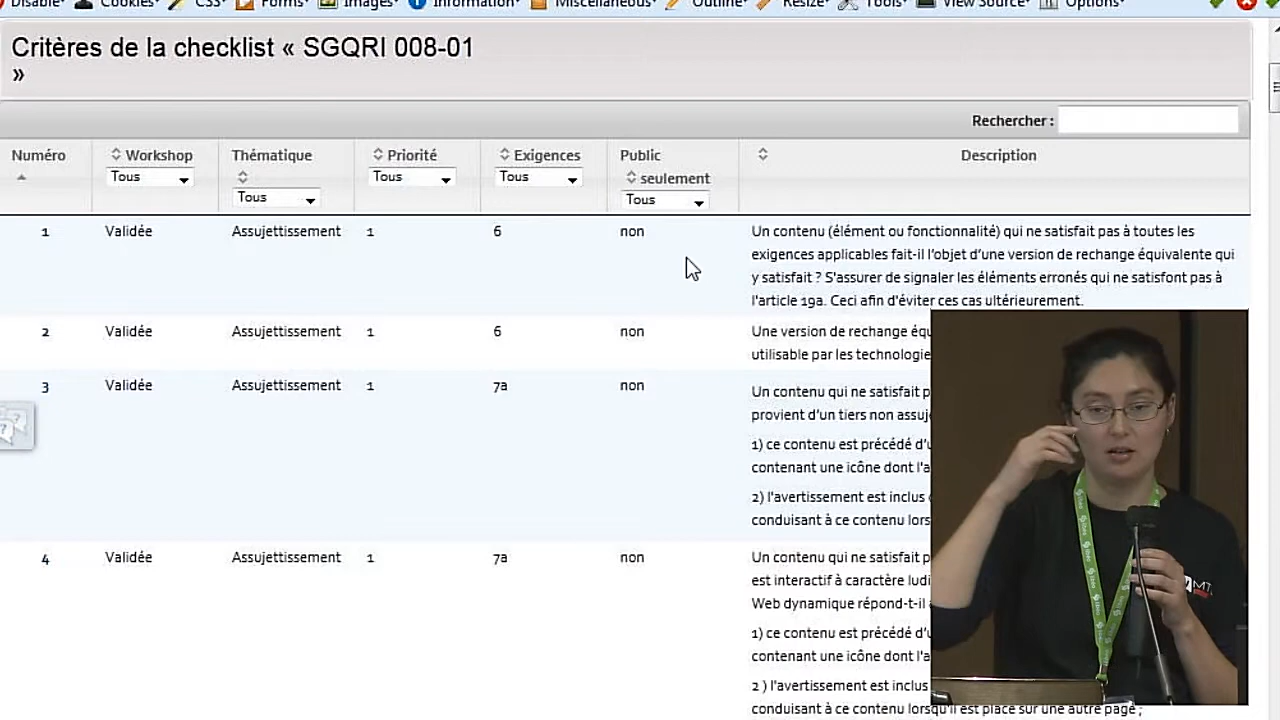 Disable
Cookies
CSS
Forms
Images
Information
Miscellaneous
Outline
Resize
Tools
View Source
Options
Critères de la checklist « SGQRI 008-01
»
Rechercher :
Numéro
Workshop
Tous
Thématique
Tous
Priorité
Tous
Exigences
Tous
Public
seulement
Tous
Description
1 Validée Assujettissement 1 6 non
Un contenu (élément ou fonctionnalité) qui ne satisfait pas à toutes les
exigences applicables fait-il l'objet d'une version de rechange équivalente qui
y satisfait ? S'assurer de signaler les éléments erronés qui ne satisfont pas à
l'article 19a. Ceci afin d'éviter ces cas ultérieurement.
2 Validée Assujettissement 1 6 non
Une version de rechange équ
utilisable par les technologie
3 Validée Assujettissement 1 7a non
Un contenu qui ne satisfait p
provient d'un tiers non assuj
1) ce contenu est précédé d'u
contenant une icône dont l'a
2) l'avertissement est inclus
conduisant à ce contenu lors
4 Validée Assujettissement 1 7a non
Un contenu qui ne satisfait p
est interactif à caractère ludi
Web dynamique répond-t-il
1) ce contenu est précédé d'u
contenant une icône dont l'a
2 ) l'avertissement est inclus
conduisant à ce contenu lorsqu'il est placé sur une autre page ;
MT